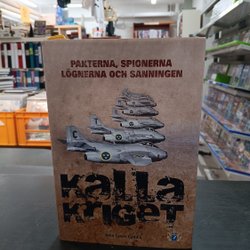 PAKTERNA, SPIONERNA
LÖGNERNA OCH SANNINGEN
Kalla
Kriget